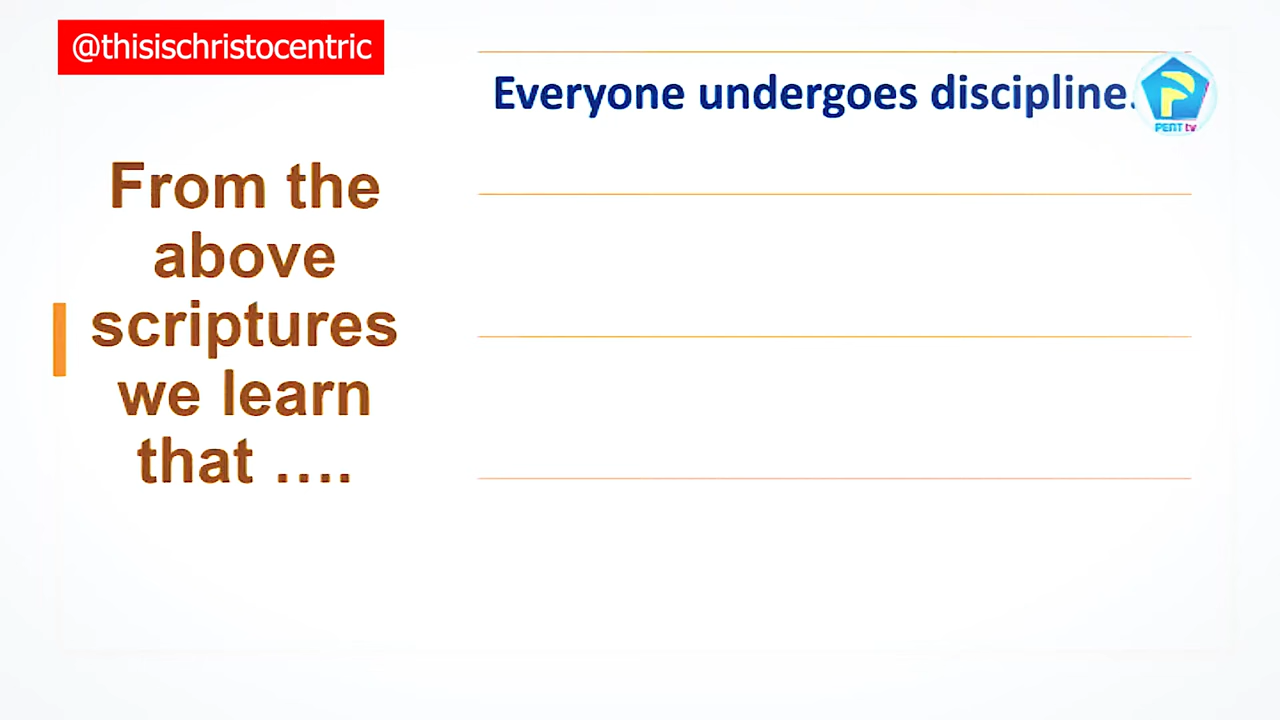 @thisischristocentric
Everyone undergoes discipline.
PENT tv
From the
above
scriptures
we learn
that ....